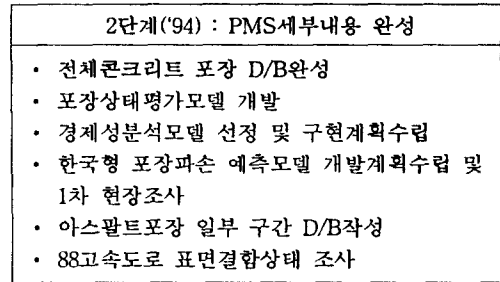 2단계('94) : PMS세부내용 완성
· 전체콘크리트 포장 D/B완성
· 포장상태평가모델 개발
· 경제성분석모델 선정 및 구현계획수립
· 한국형 포장파손 예측모델 개발계획수립 및
1차 현장조사
· 아스팔트포장 일부 구간 D/B작성
· 88고속도로 표면결함상태 조사